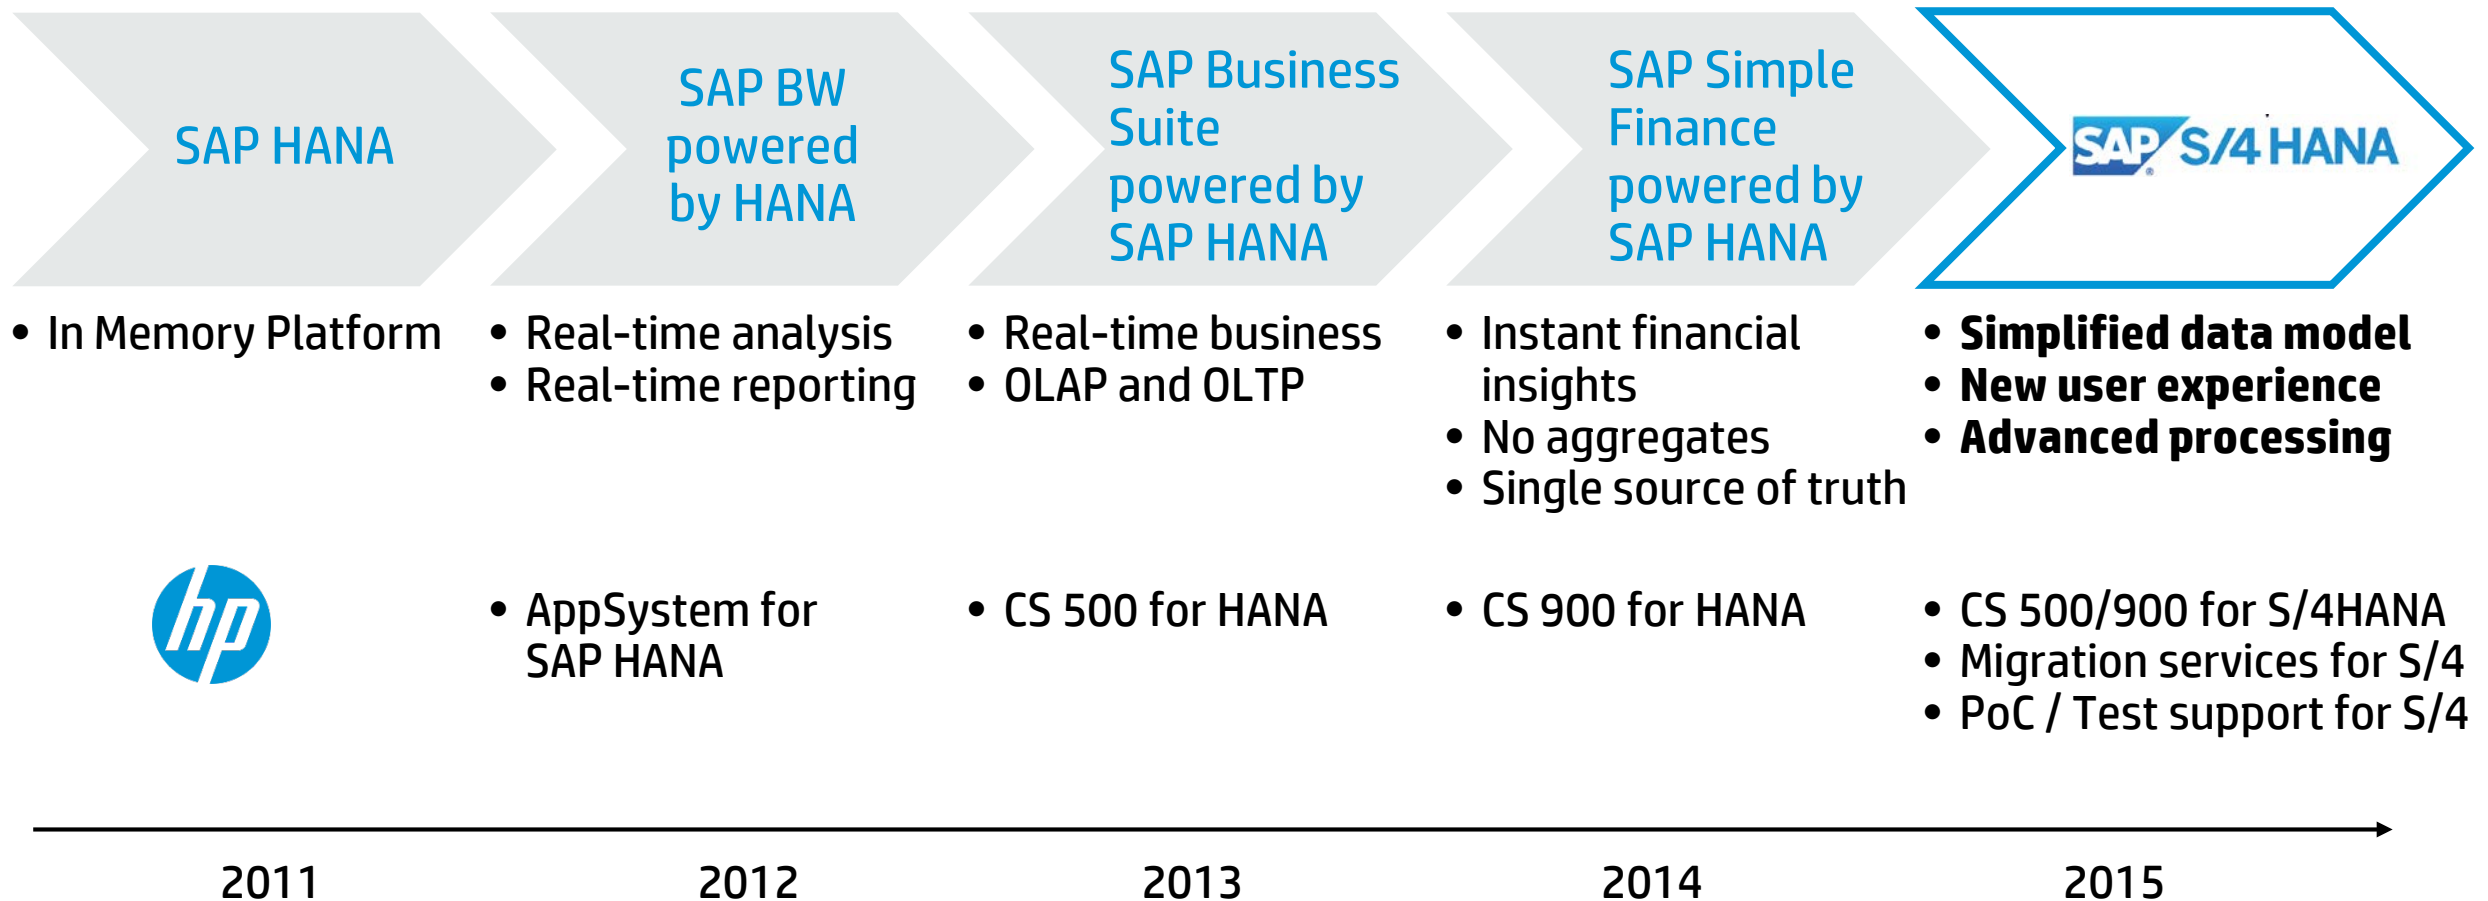 SAP HANA
SAP BW
powered
by HANA
SAP Business
Suite
powered by
SAP HANA
SAP Simple
Finance
powered by
SAP HANA
SAP® S/4 HANA
• In Memory Platform
• Real-time analysis
• Real-time reporting
• Real-time business
• OLAP and OLTP
• Instant financial
insights
• No aggregates
• Single source of truth
• Simplified data model
• New user experience
• Advanced processing
hp
• AppSystem for
SAP HANA
• CS 500 for HANA
• CS 900 for HANA
• CS 500/900 for S/4HANA
• Migration services for S/4
• PoC / Test support for S/4
2011
2012
2013
2014
2015